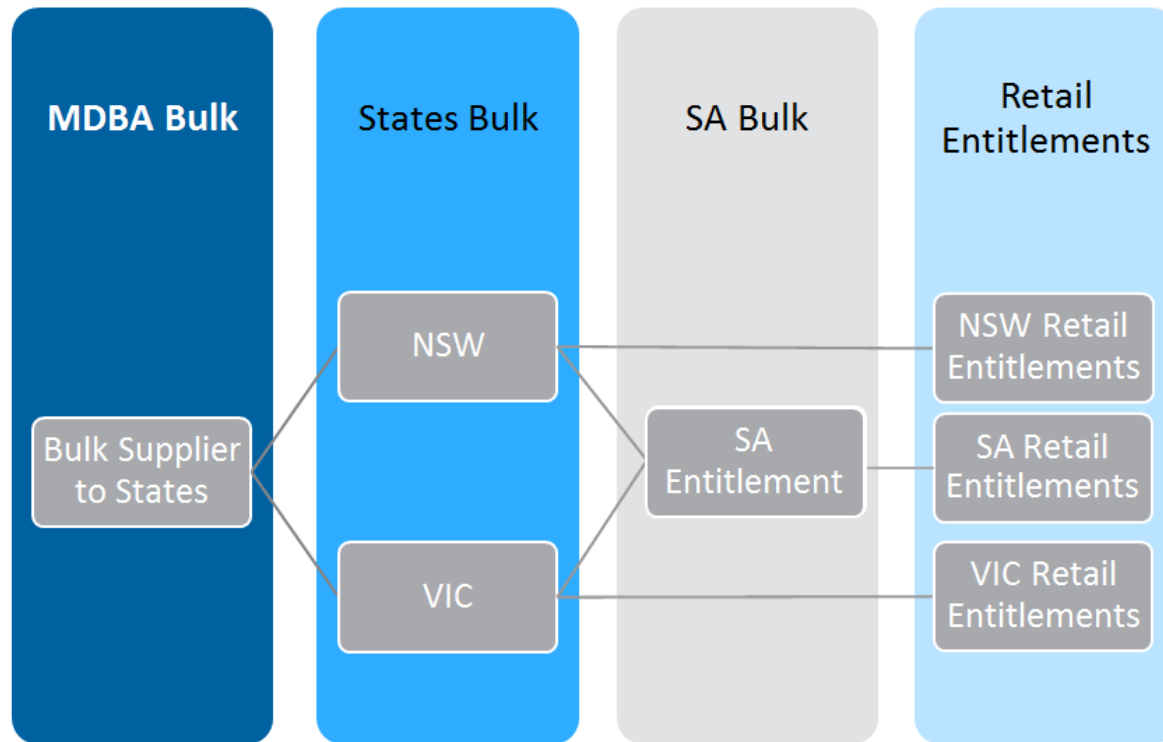 MDBA Bulk
States Bulk
SA Bulk
Retail
Entitlements
Bulk Supplier
to States
NSW
VIC
SA
Entitlement
NSW Retail
Entitlements
SA Retail
Entitlements
VIC Retail
Entitlements